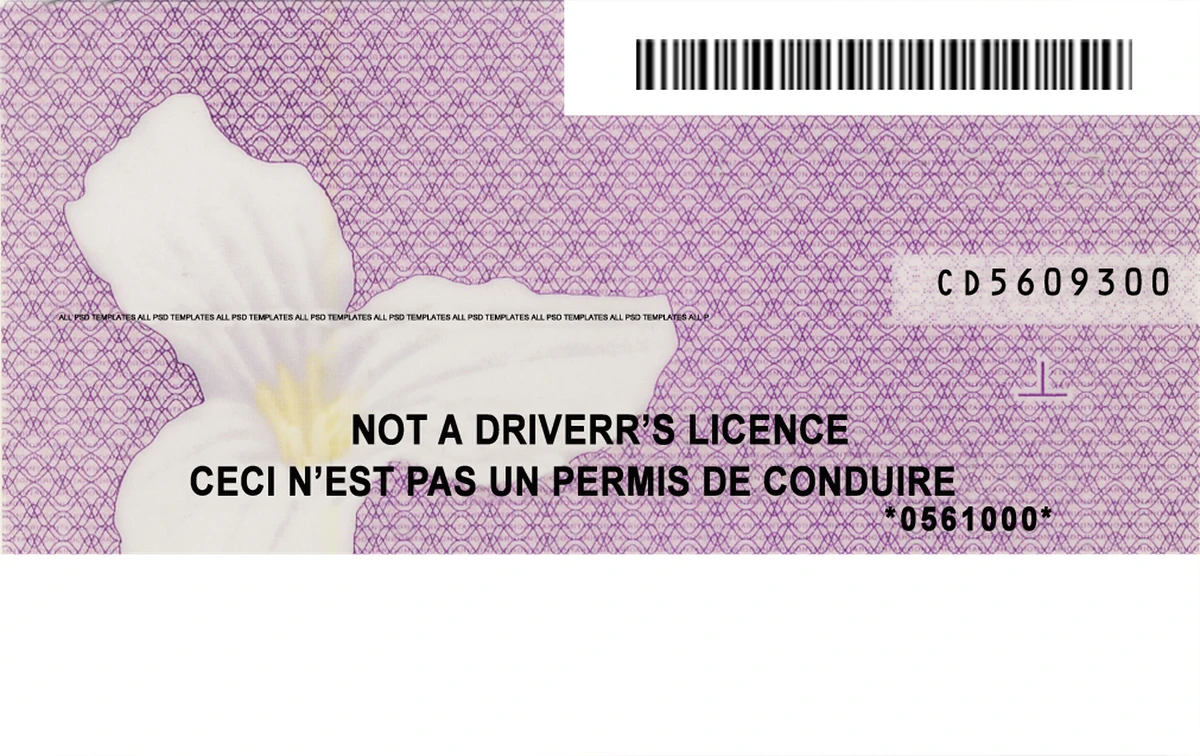 CD5609300
ALL PSD TEMPLATES ALL PSD TEMPLATES ALL PSD TEMPLATES ALL PSD TEMPLATES ALL PSD TEMPLATES ALL PSD TEMPLATES ALL PSD TEMPLATES ALL PSD TEMPLATES ALL P
NOT A DRIVERR'S LICENCE
CECI N'EST PAS UN PERMIS DE CONDUIRE
*0561000*